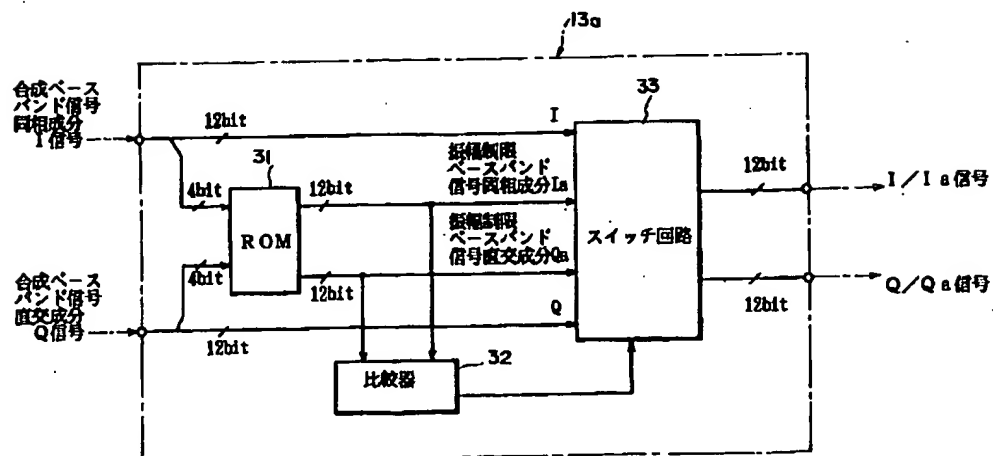 13a
合成ベース
バンド信号
同相成分
I信号
12bit
I
33
31
4bit
12bit
振幅制限
ベースバンド
信号同相成分Ia
12bit
I/Ia信号
ROM
振幅制限
ベースバンド
信号直交成分Qa
スイッチ回路
4bit
12bit
合成ベース
バンド信号
直交成分
Q信号
12bit
Q
12bit
Q/Qa信号
32
比較器